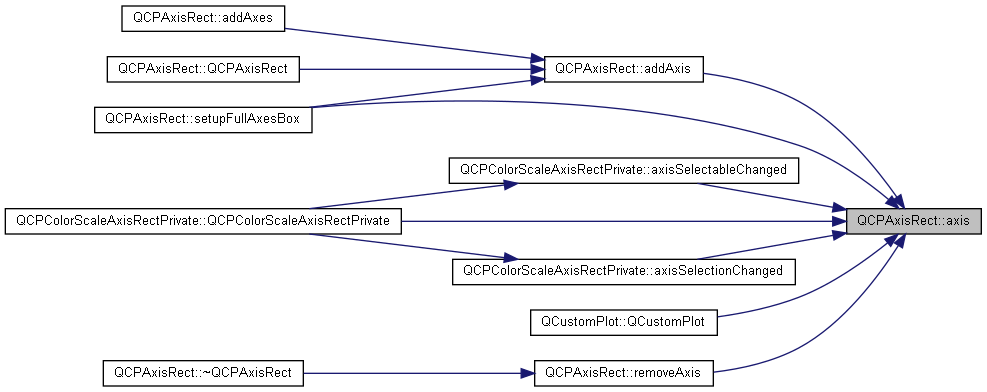 QCPAxisRect::addAxes
QCPAxisRect::QCPAxisRect
QCPAxisRect::addAxis
QCPAxisRect::setupFullAxesBox
QCPColorScaleAxisRectPrivate::axisSelectableChanged
QCPColorScaleAxisRectPrivate::QCPColorScaleAxisRectPrivate
QCPAxisRect::axis
QCPColorScaleAxisRectPrivate::axisSelectionChanged
QCustomPlot::QCustomPlot
QCPAxisRect::~QCPAxisRect
QCPAxisRect::removeAxis